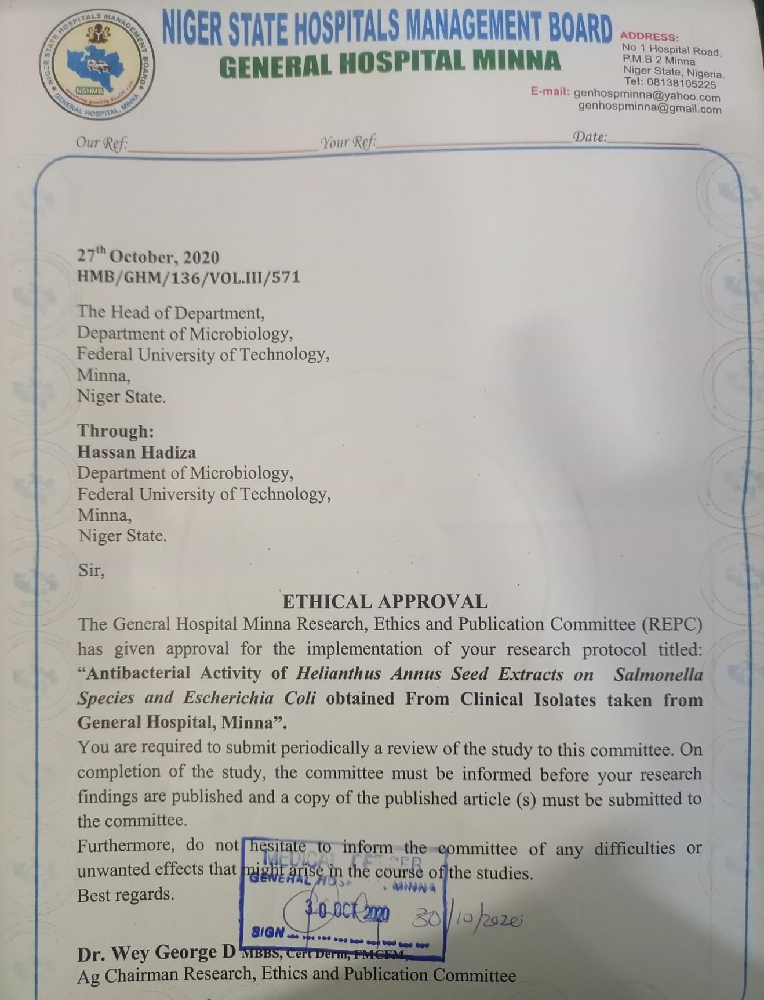 NIGER STATE HOSPITALS MANAGEMENT BOARD
GENERAL HOSPITAL MINNA
NIGER STATE HOSPITALS MANAGEMENT BOARD
GENERAL HOSPITAL, MINNA
NSHMB
quality health care
ADDRESS:
No 1 Hospital Road,
P.M.B 2 Minna
Niger State, Nigeria.
Tel: 08138105225
E-mail: genhospminna@yahoo.com
genhospminna@gmail.com
Our Ref: Your Ref: Date:
27th October, 2020
HMB/GHM/136/VOL.III/571
The Head of Department,
Department of Microbiology,
Federal University of Technology,
Minna,
Niger State.
Through:
Hassan Hadiza
Department of Microbiology,
Federal University of Technology,
Minna,
Niger State.
Sir,
ETHICAL APPROVAL
The General Hospital Minna Research, Ethics and Publication Committee (REPC)
has given approval for the implementation of your research protocol titled:
“Antibacterial Activity of Helianthus Annus Seed Extracts on Salmonella
Species and Escherichia Coli obtained From Clinical Isolates taken from
General Hospital, Minna”.
You are required to submit periodically a review of the study to this committee. On
completion of the study, the committee must be informed before your research
findings are published and a copy of the published article (s) must be submitted to
the committee.
Furthermore, do not hesitate to inform the committee of any difficulties or
unwanted effects that might arise in the course of the studies.
Best regards.
MEDICAL OFFICER
GENERAL HOSP MINNA
30 OCT 2020
30/10/2020
SIGN
Dr. Wey George D MBBS, Cert Derm, FMCFM,
Ag Chairman Research, Ethics and Publication Committee